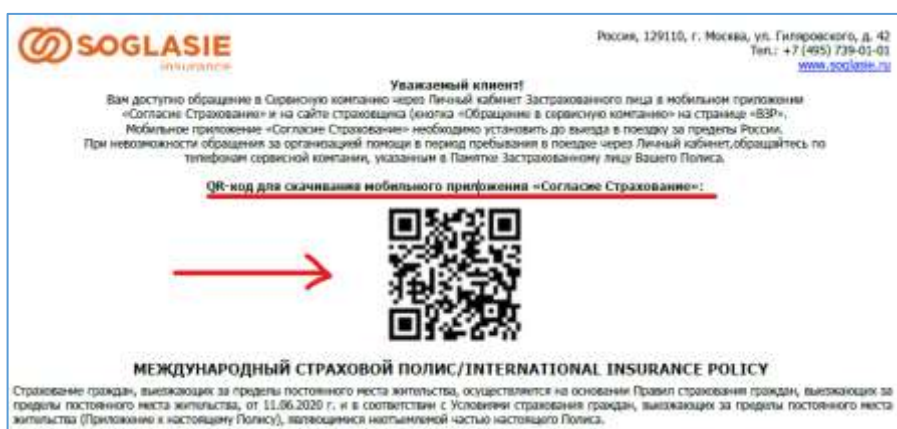 SOGLASIE
insurance
Россия, 129110, г. Москва, ул. Гиляровского, д. 42
Тел.: +7 (495) 739-01-01
www.soglasie.ru
Уважаемый клиент!
Вам доступно обращение в Сервисную компанию через Личный кабинет Застрахованного лица в мобильном приложении
«Согласие Страхование» и на сайте страховщика (кнопка «Обращение в сервисную компанию» на странице «ВЗР».
Мобильное приложение «Согласие Страхование» необходимо установить до выезда в поездку за пределы России.
При невозможности обращения за организацией помощи в период пребывания в поездке через Личный кабинет,обращайтесь по
телефонам сервисной компании, указанным в Памятке Застрахованному лицу Вашего Полиса.
QR-код для скачивания мобильного приложения «Согласие Страхование»:
МЕЖДУНАРОДНЫЙ СТРАХОВОЙ ПОЛИС/INTERNATIONAL INSURANCE POLICY
Страхование граждан, выезжающих за пределы постоянного места жительства, осуществляется на основании Правил страхования граждан, выезжающих за
пределы постоянного места жительства, от 11.06.2020 г. и в соответствии с Условиями страхования граждан, выезжающих за пределы постоянного места
жительства (Приложение к настоящему Полису), являющимися неотъемлемой частью настоящего Полиса.